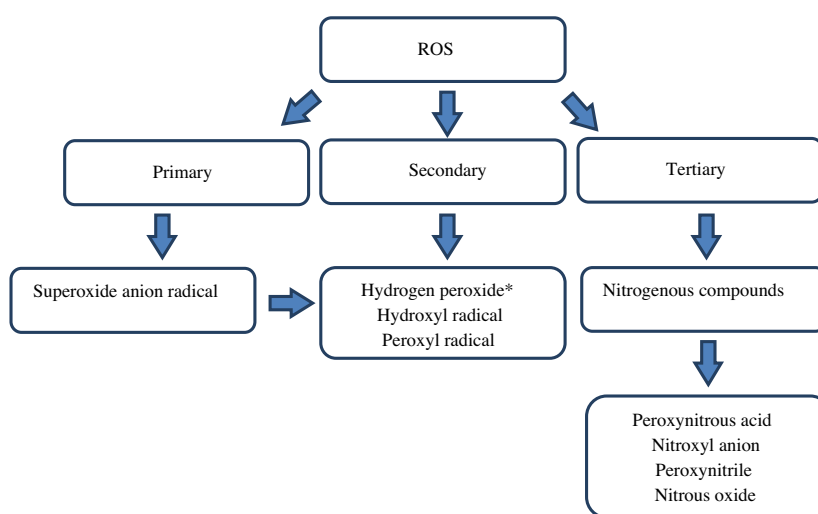 ROS
Primary
Secondary
Tertiary
Superoxide anion radical
Hydrogen peroxide*
Hydroxyl radical
Peroxyl radical
Nitrogenous compounds
Peroxynitrous acid
Nitroxyl anion
Peroxynitrile
Nitrous oxide